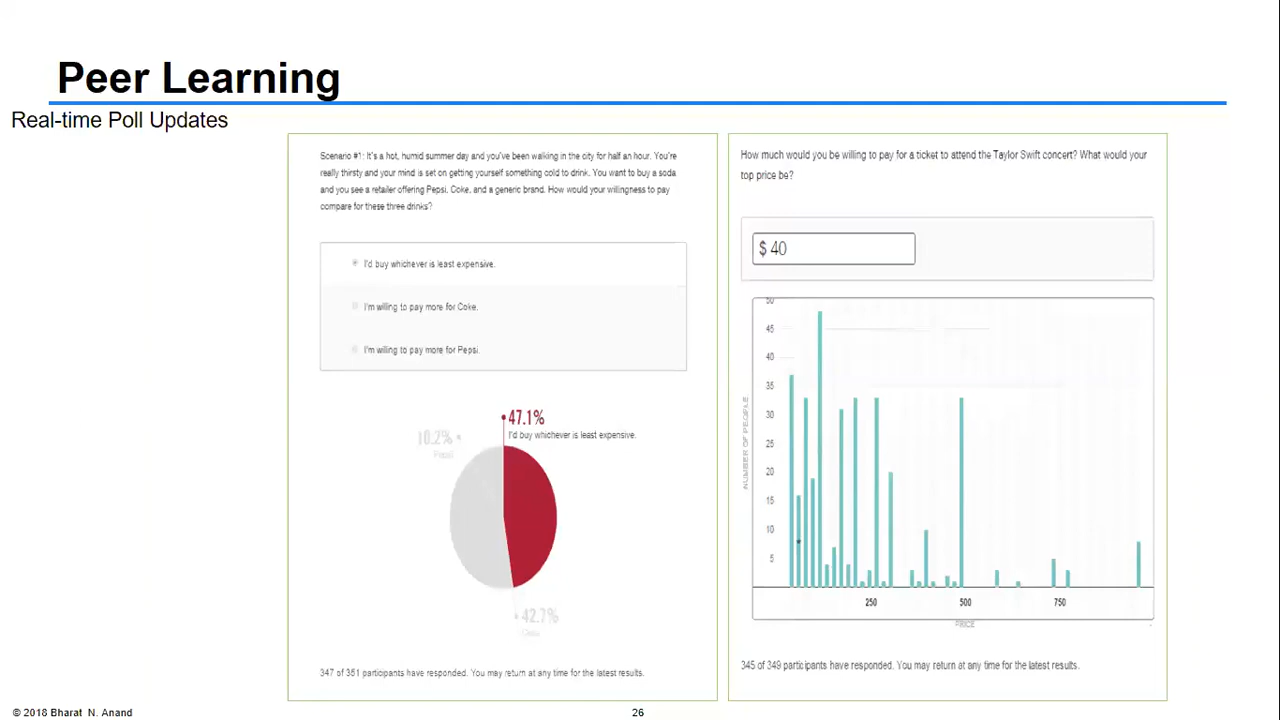 Peer Learning
Real-time Poll Updates
Scenario #1: It's a hot, humid summer day and you've been walking in the city for half an hour. You're
really thirsty and your mind is set on getting yourself something cold to drink. You want to buy a soda
and you see a retailer offering Pepsi, Coke, and a generic brand. How would your willingness to pay
compare for these three drinks?
I'd buy whichever is least expensive.
I'm willing to pay more for Coke.
I'm willing to pay more for Pepsi.
47.1%
I'd buy whichever is least expensive.
10.2%
Pepsi
42.7%
347 of 351 participants have responded. You may return at any time for the latest results.
How much would you be willing to pay for a ticket to attend the Taylor Swift concert? What would your
top price be?
$ 40
50
45
40
35
30
25
20
15
10
5
NUMBER OF PEOPLE
250 500 750
PRICE
345 of 349 participants have responded. You may return at any time for the latest results.
© 2018 Bharat N. Anand
26